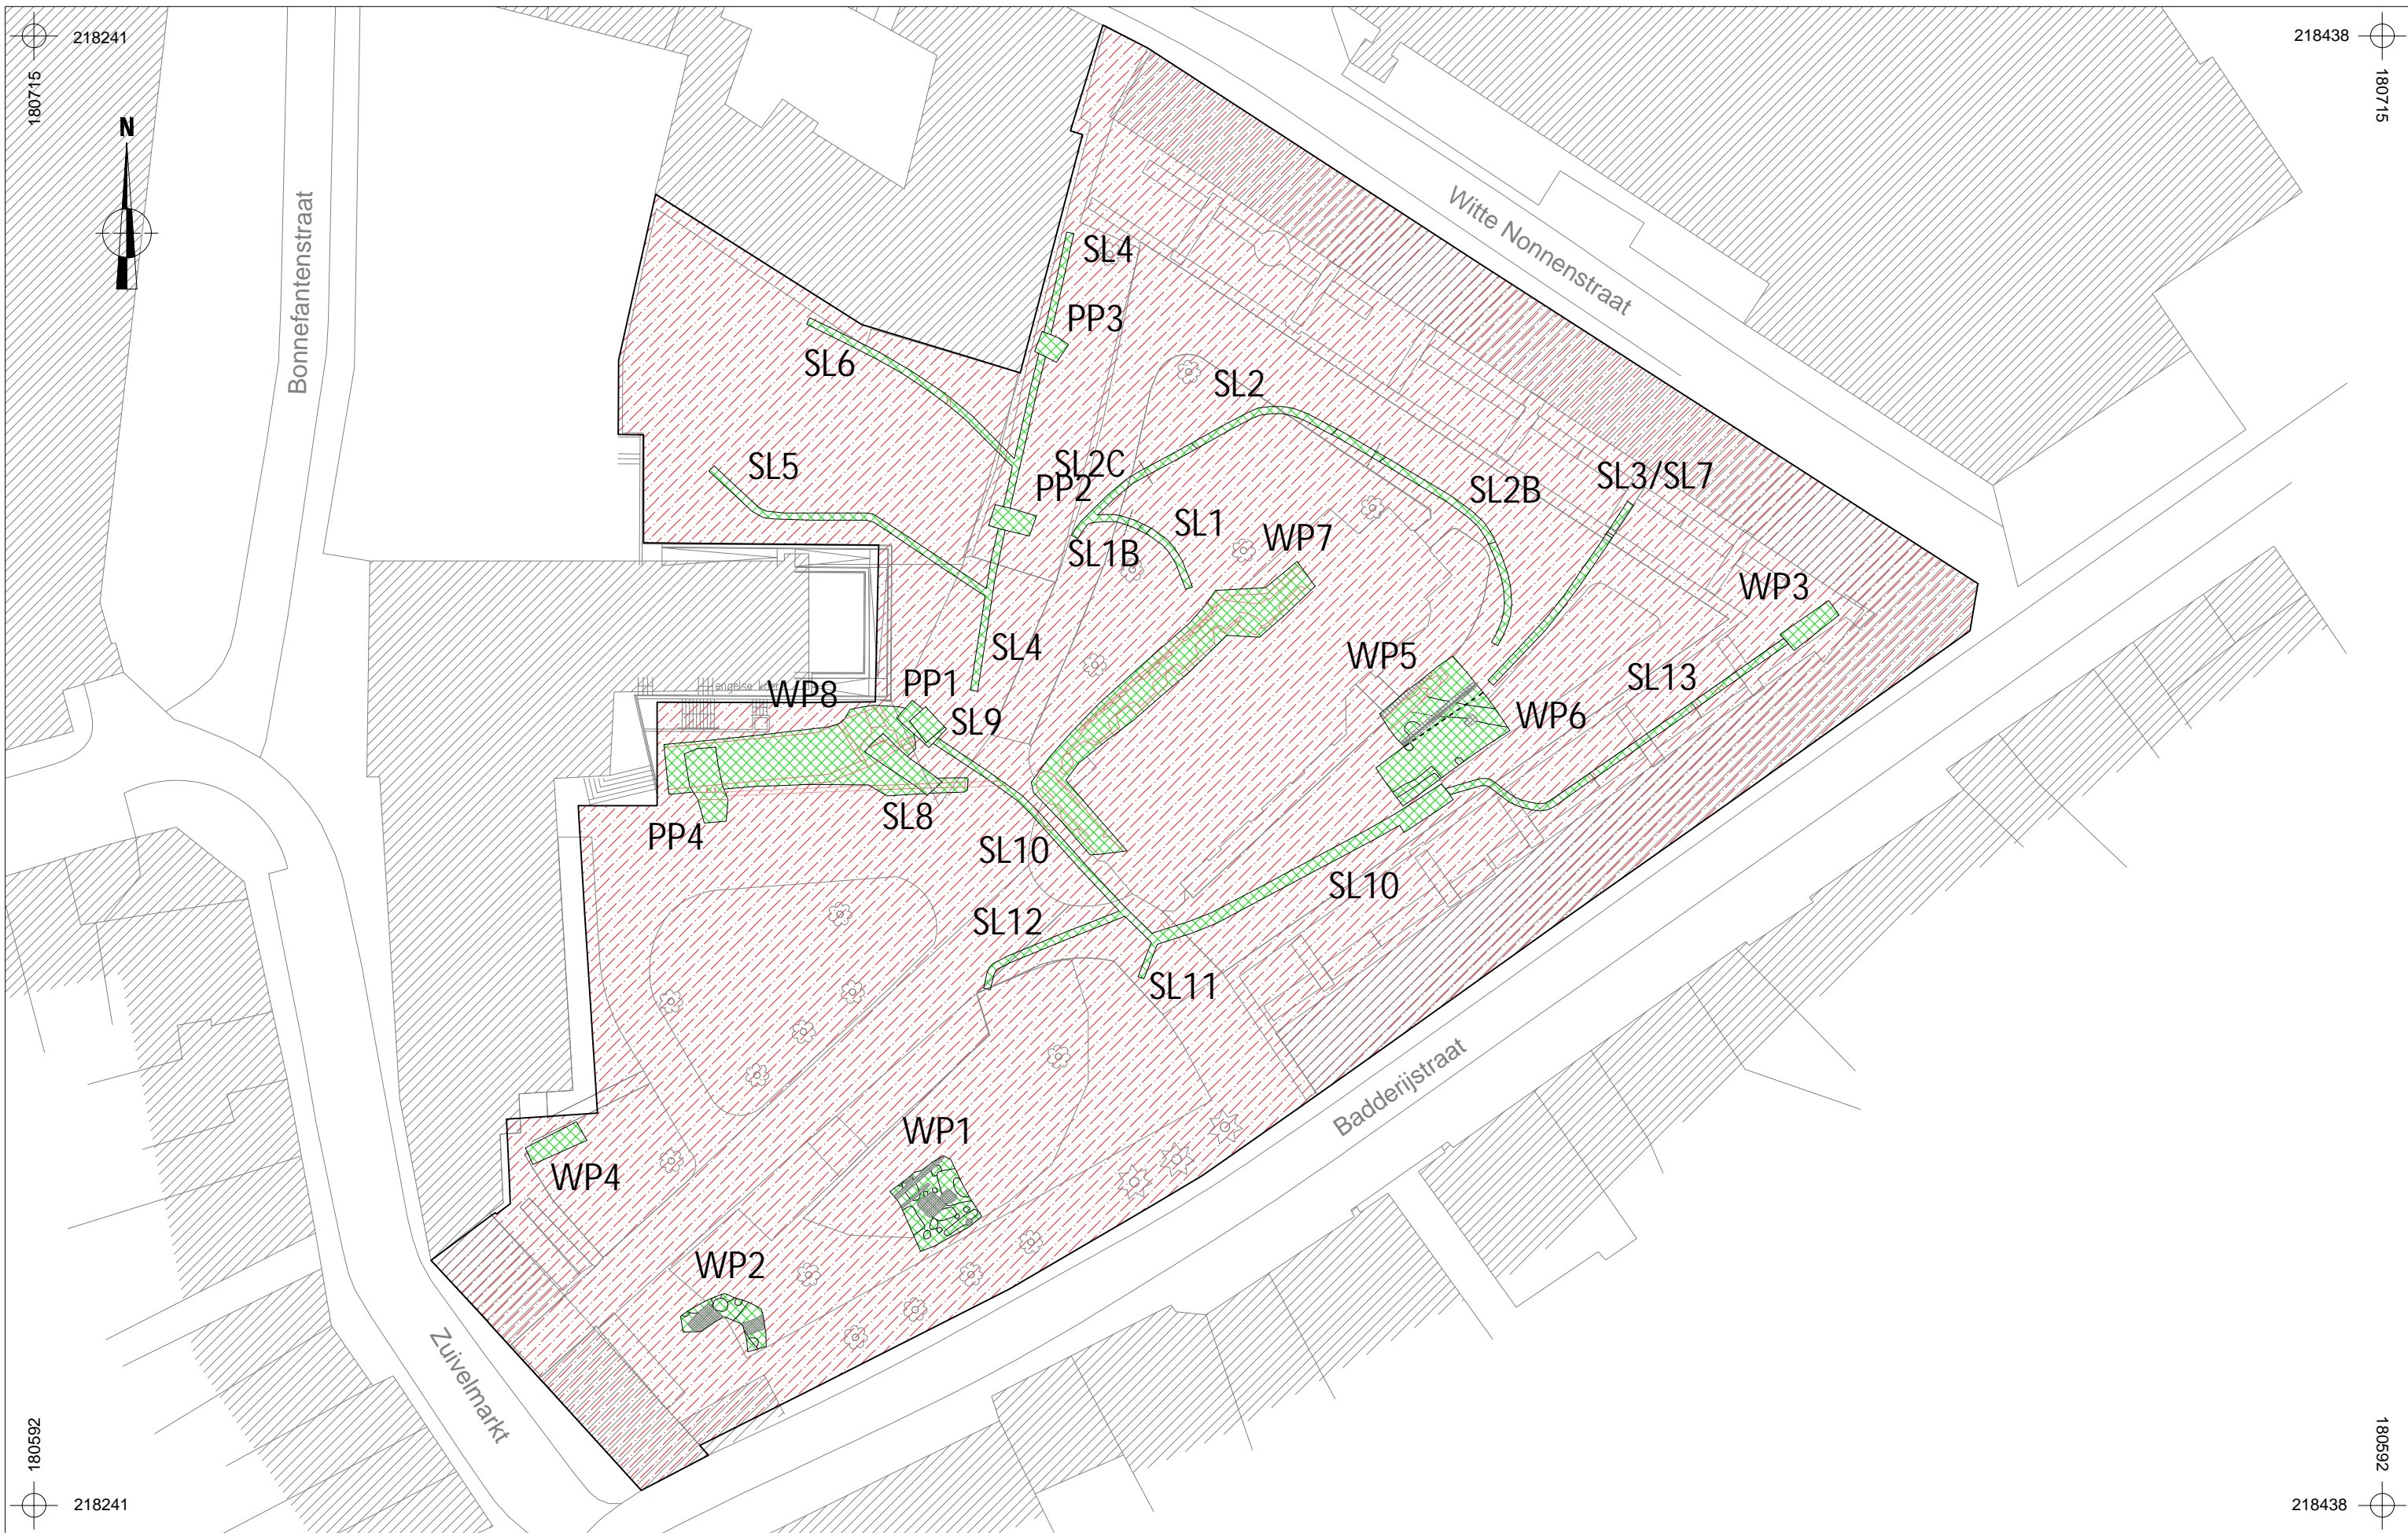 218241
218438
180715
180715
N
Bonnefantenstraat
Witte Nonnenstraat
SL4
PP3
SL6
SL2
SL5
SL2C
PP2
SL2B
SL3/SL7
SL1
WP7
SL1B
WP3
SL4
WP5
SL13
engelse koer
WP8
PP1
SL9
WP6
PP4
SL8
SL10
SL10
SL12
SL11
Badderijstraat
WP1
WP4
WP2
Zuivelmarkt
180592
180592
218241
218438